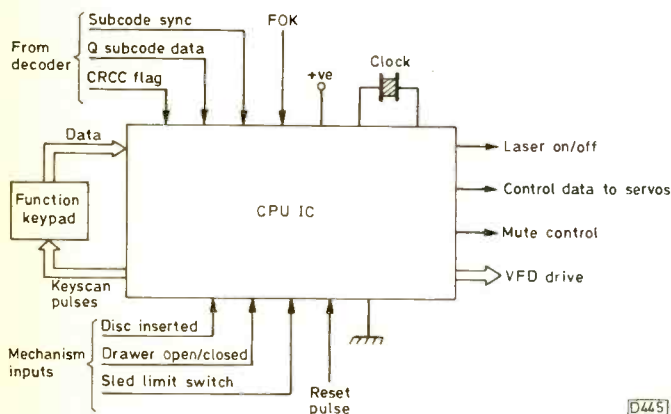 Subcode sync
FOK
From
decoder
Q subcode data
CRCC flag
+ve
Clock
Data
Function
keypad
Keyscan
pulses
CPU IC
Laser on/off
Control data to servos
Mute control
VFD drive
Mechanism
inputs
Disc inserted
Drawer open/closed
Sled limit switch
Reset
pulse
D445